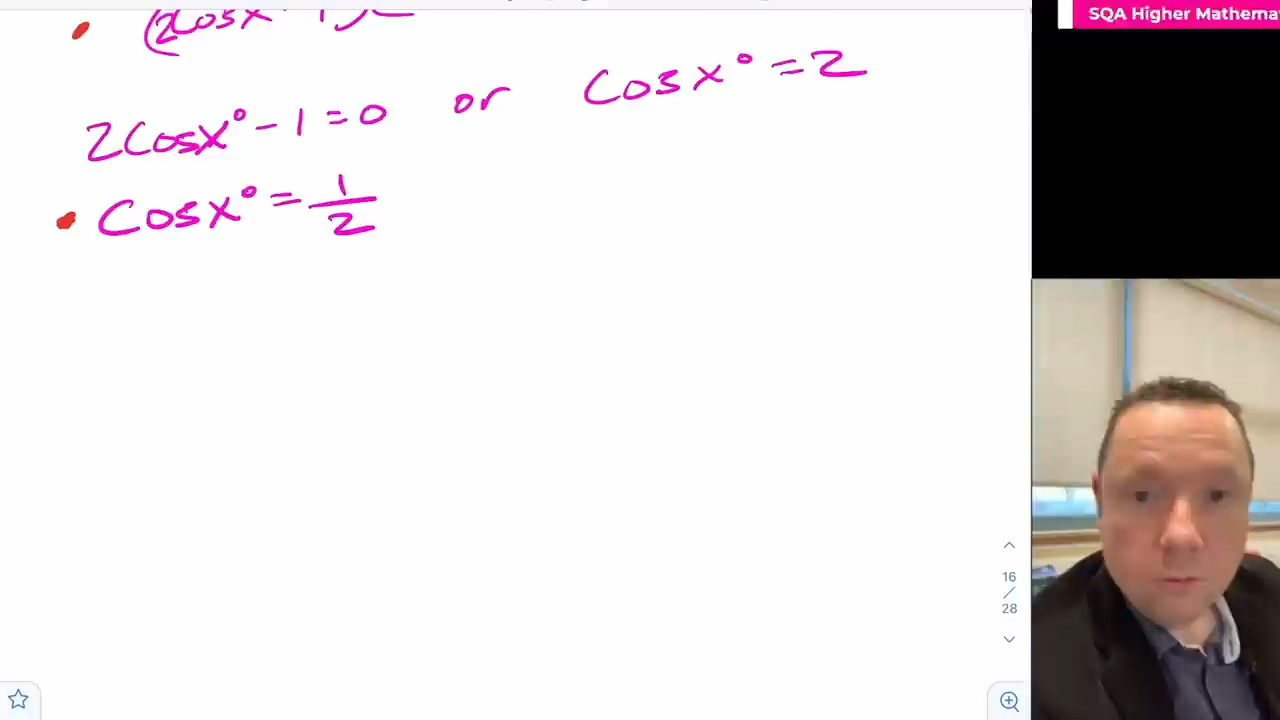 SQA Higher Mathema
2cosx° - 1 = 0 or Cosx° = 2
• Cosx° = 1/2
16
/
28